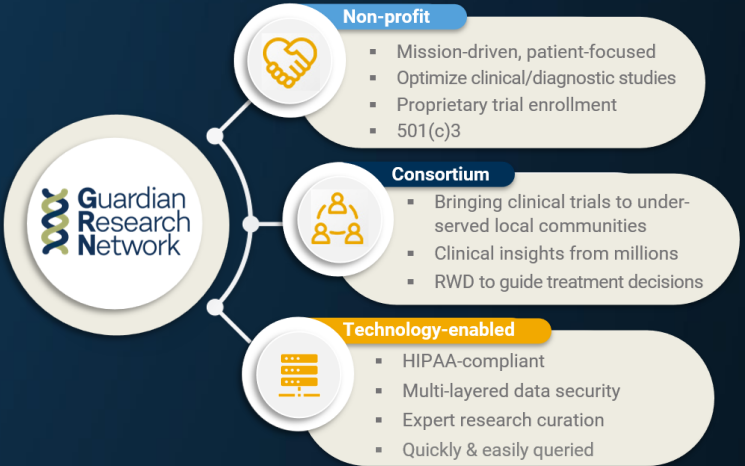 Guardian
Research
Network
Non-profit
▪ Mission-driven, patient-focused
▪ Optimize clinical/diagnostic studies
▪ Proprietary trial enrollment
▪ 501(c)3
Consortium
▪ Bringing clinical trials to under-
served local communities
▪ Clinical insights from millions
▪ RWD to guide treatment decisions
Technology-enabled
▪ HIPAA-compliant
▪ Multi-layered data security
▪ Expert research curation
▪ Quickly & easily queried